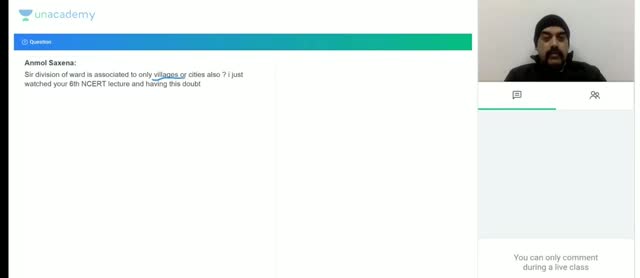 unacademy
Question
Anmol Saxena:
Sir division of ward is associated to only villages or cities also ? i just
watched your 6th NCERT lecture and having this doubt
You can only comment
during a live class